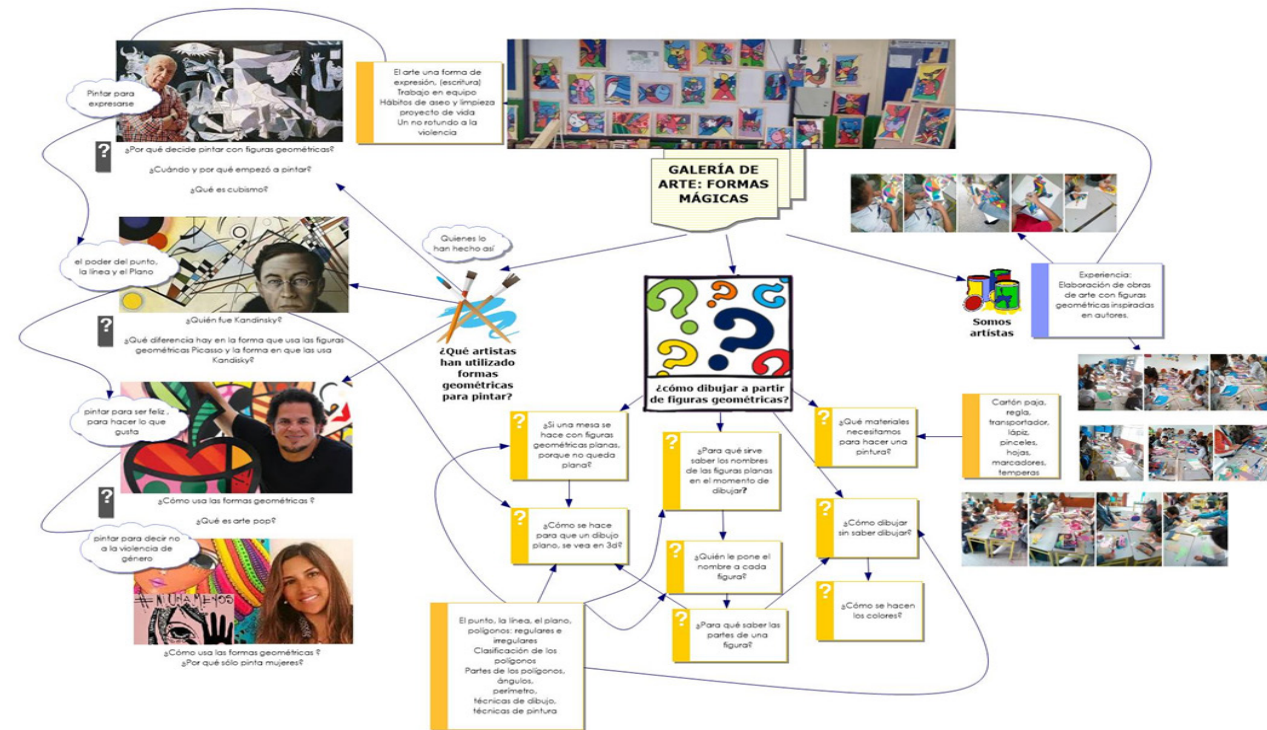 Pintar para
expresarse
¿Por qué decide pintar con figuras geométricas?
¿Cuándo y por qué empezó a pintar?
¿Qué es cubismo?
El arte una forma de
expresión, (escritura)
Trabajo en equipo
Hábitos de aseo y limpieza
proyecto de vida
Un no rotundo a la
violencia
GALERÍA DE
ARTE: FORMAS
MÁGICAS
Quienes lo
han hecho así
el poder del punto,
la línea y el Plano
?
¿Quién fue Kandinsky?
¿Qué diferencia hay en la forma que usa las figuras
geométricas Picasso y la forma en que las usa
Kandisky?
¿Qué artistas
han utilizado
formas
geométricas
para pintar?
¿cómo dibujar a partir
de figuras geométricas?
Somos
artistas
Experiencia:
Elaboración de obras
de arte con figuras
geométricas inspiradas
en autores.
pintar para ser feliz,
para hacer lo que
gusta
?
¿Cómo usa las formas geométricas ?
¿Qué es arte pop?
pintar para decir no
a la violencia de
género
#NIUNAMENOS
¿Cómo usa las formas geométricas ?
¿Por qué sólo pinta mujeres?
?
¿Si una mesa se
hace con figuras
geométricas planas,
porque no queda
plana?
?
¿Para qué sirve
saber los nombres
de las figuras planas
en el momento de
dibujar?
?
¿Qué materiales
necesitamos
para hacer una
pintura?
Cartón paja,
regla,
transportador,
lápiz,
pinceles,
hojas,
marcadores,
temperas
?
¿Cómo se hace
para que un dibujo
plano, se vea en 3d?
?
¿Quién le pone el
nombre a cada
figura?
?
¿Cómo dibujar
sin saber dibujar?
?
¿Para qué saber las
partes de una
figura?
?
¿Cómo se hacen
los colores?
El punto, la línea, el plano,
polígonos: regulares e
irregulares
Clasificación de los
polígonos
Partes de los polígonos,
ángulos,
perímetro,
técnicas de dibujo,
técnicas de pintura